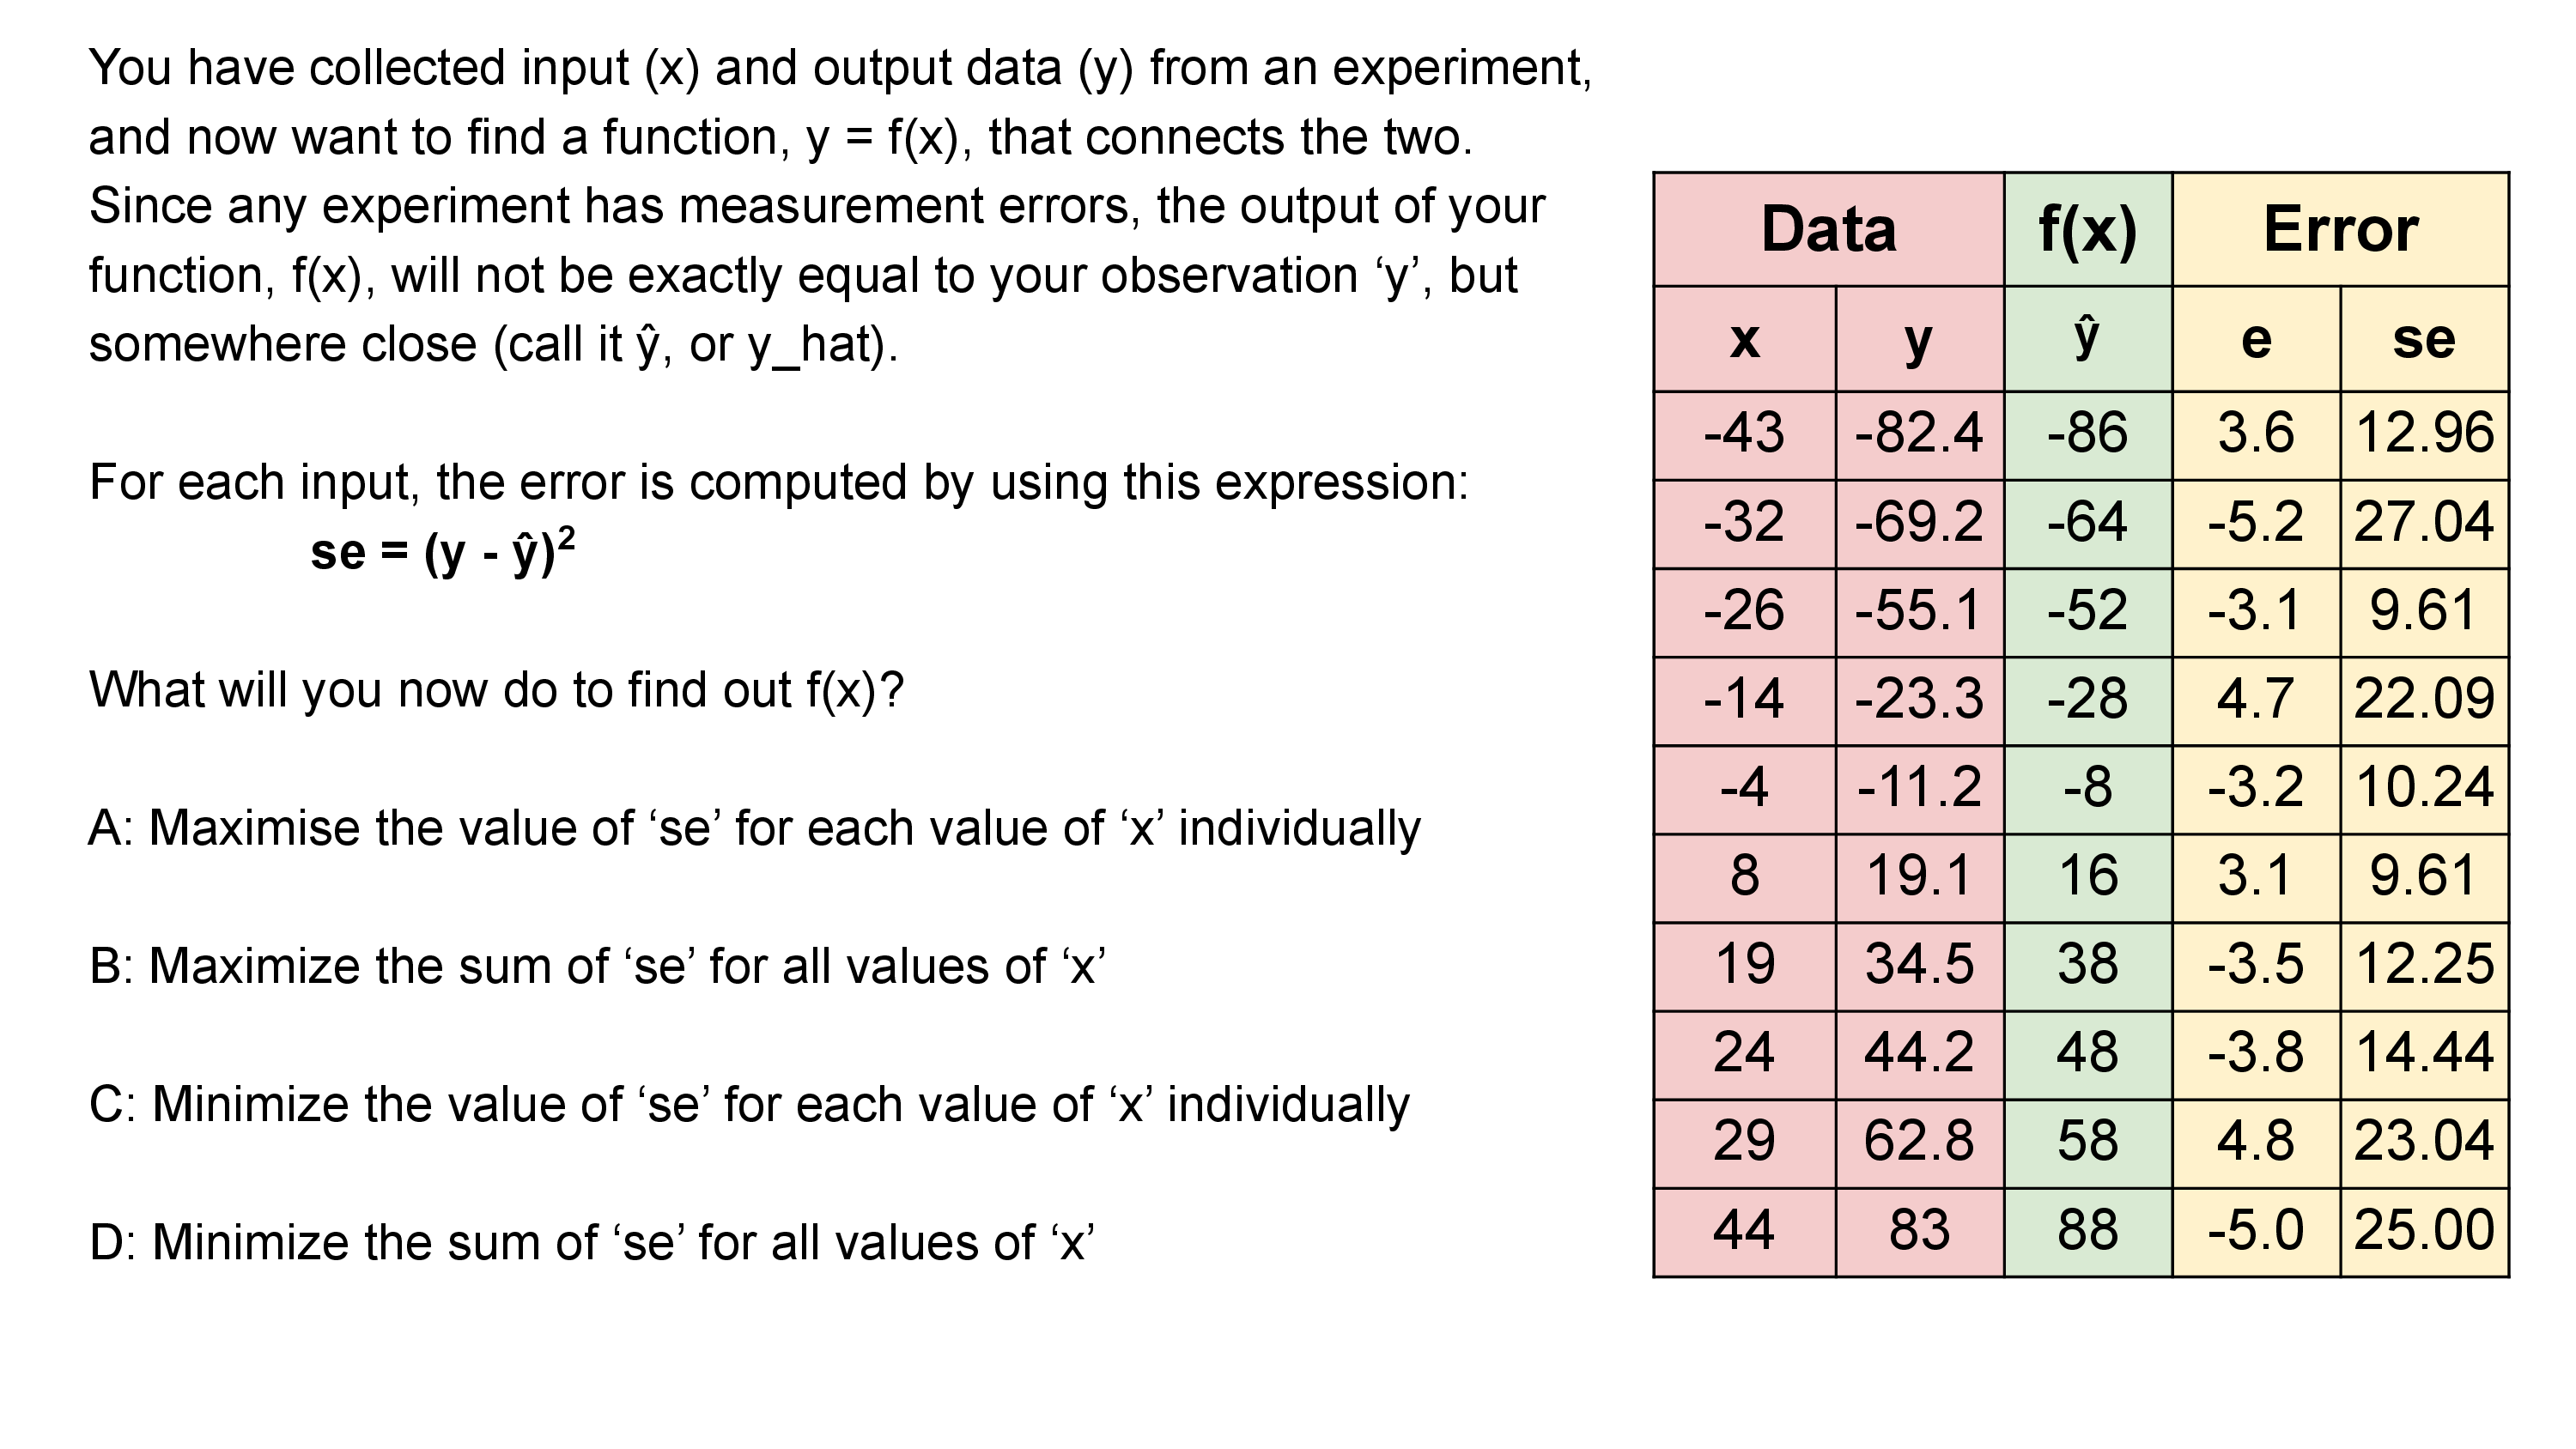 You have collected input (x) and output data (y) from an experiment,
and now want to find a function, y = f(x), that connects the two.
Since any experiment has measurement errors, the output of your
function, f(x), will not be exactly equal to your observation ‘y’, but
somewhere close (call it ŷ, or y_hat).
For each input, the error is computed by using this expression:
se = (y - ŷ)²
What will you now do to find out f(x)?
A: Maximise the value of ‘se’ for each value of ‘x’ individually
B: Maximize the sum of ‘se’ for all values of ‘x’
C: Minimize the value of ‘se’ for each value of ‘x’ individually
D: Minimize the sum of ‘se’ for all values of ‘x’
Data f(x) Error
x y ŷ e se
-43 -82.4 -86 3.6 12.96
-32 -69.2 -64 -5.2 27.04
-26 -55.1 -52 -3.1 9.61
-14 -23.3 -28 4.7 22.09
-4 -11.2 -8 -3.2 10.24
8 19.1 16 3.1 9.61
19 34.5 38 -3.5 12.25
24 44.2 48 -3.8 14.44
29 62.8 58 4.8 23.04
44 83 88 -5.0 25.00